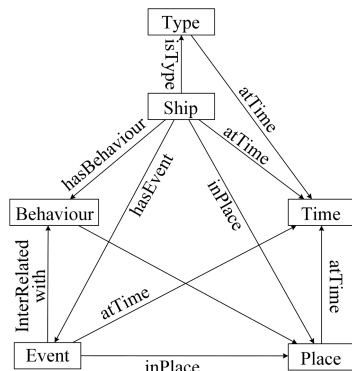 Type
isType
atTime
Ship
hasBehaviour
hasEvent
inPlace
atTime
Behaviour
Time
InterRelated
with
atTime
atTime
Event
inPlace
Place